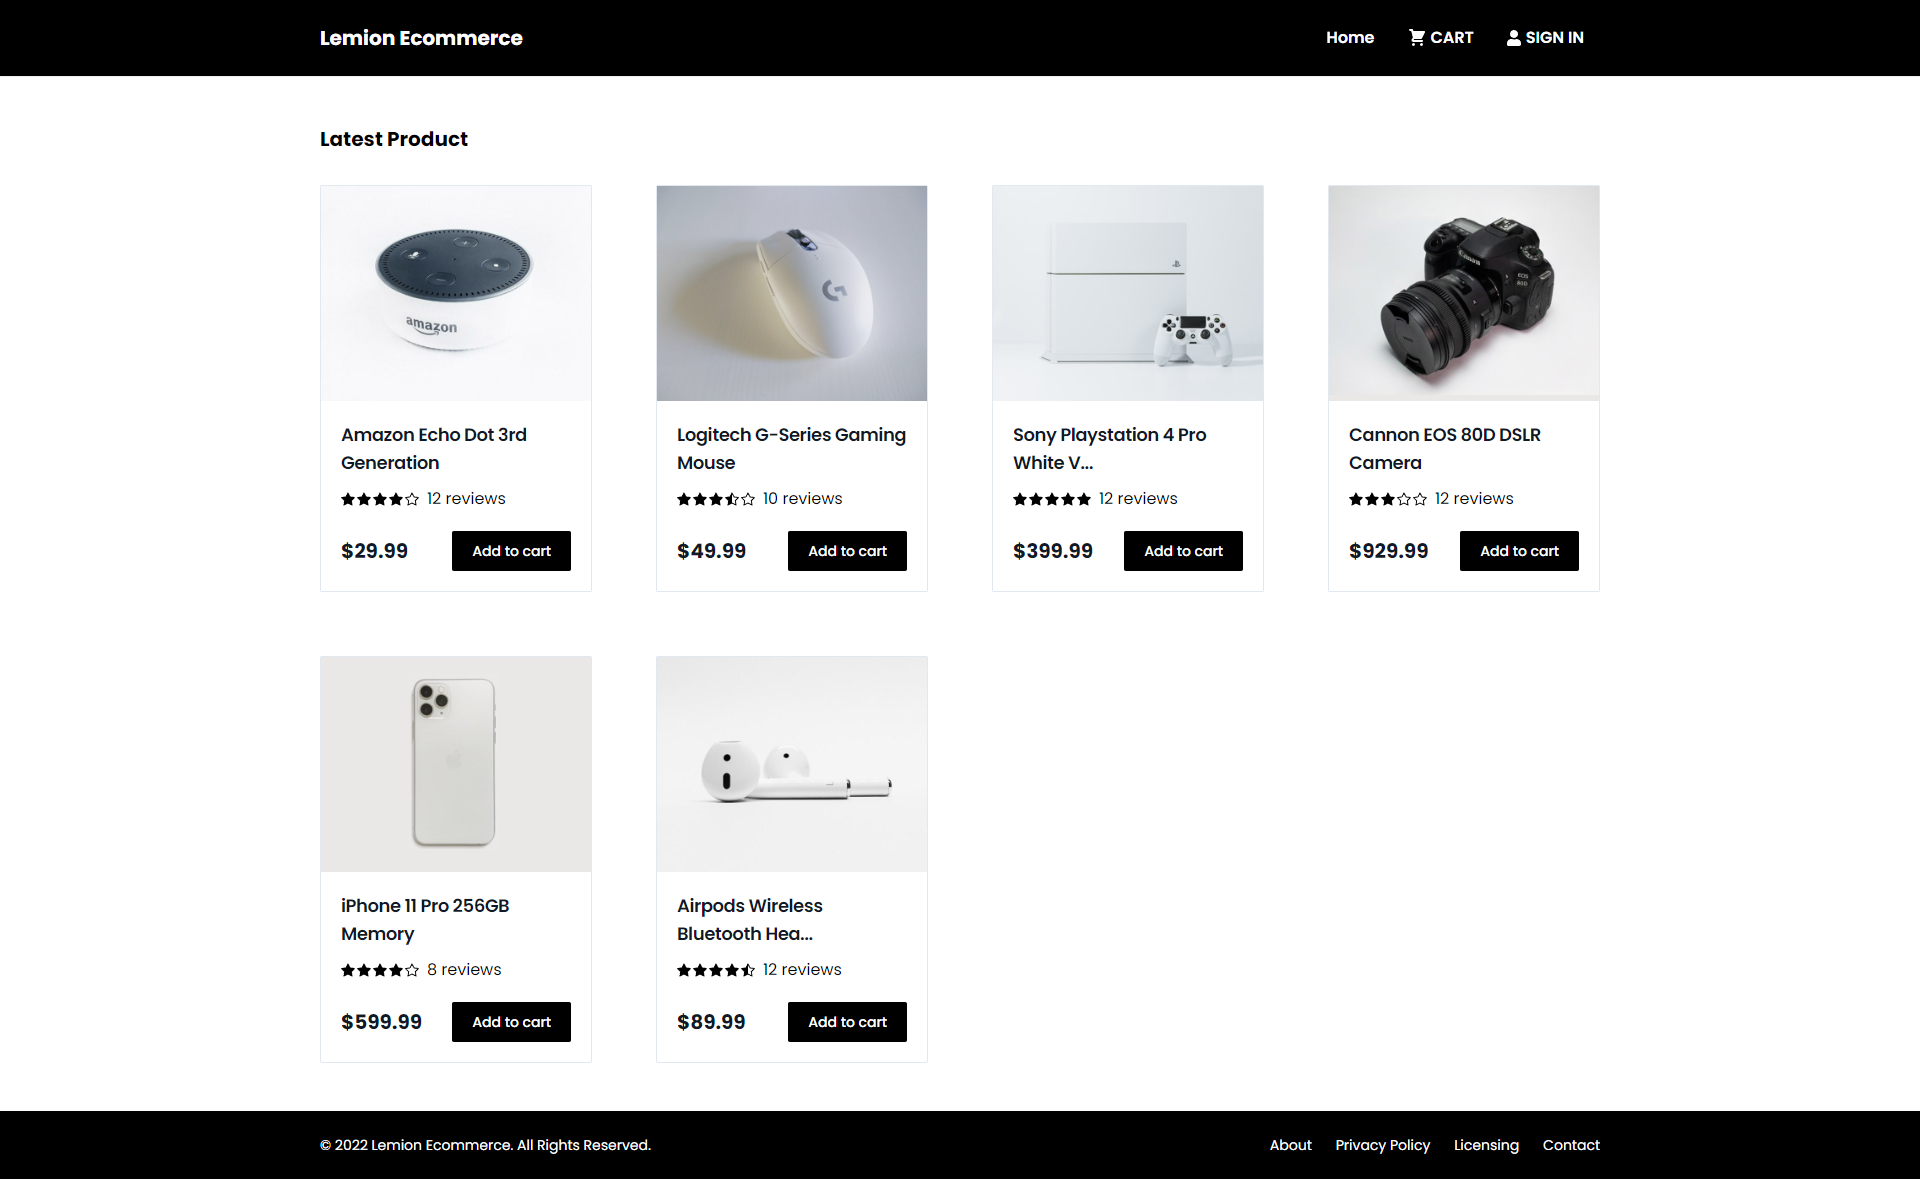 Lemion Ecommerce
Home
CART
SIGN IN
Latest Product
amazon
Canon
EOS
80D
Amazon Echo Dot 3rd
Generation
12 reviews
$29.99
Add to cart
Logitech G-Series Gaming
Mouse
10 reviews
$49.99
Add to cart
Sony Playstation 4 Pro
White V...
12 reviews
$399.99
Add to cart
Cannon EOS 80D DSLR
Camera
12 reviews
$929.99
Add to cart
iPhone 11 Pro 256GB
Memory
8 reviews
$599.99
Add to cart
Airpods Wireless
Bluetooth Hea...
12 reviews
$89.99
Add to cart
© 2022 Lemion Ecommerce. All Rights Reserved.
About
Privacy Policy
Licensing
Contact